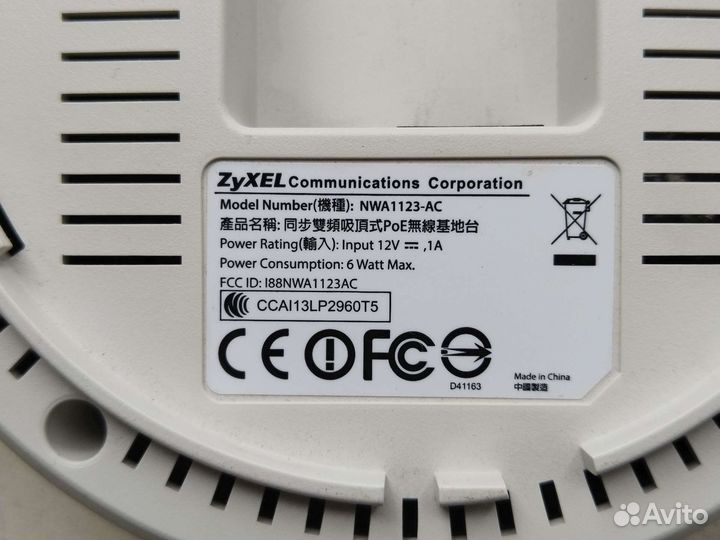 ZyXEL Communications Corporation
Model Number(機種): NWA1123-AC
產品名稱: 同步雙頻吸頂式PoE無線基地台
Power Rating(輸入): Input 12V ⎓ ,1A
Power Consumption: 6 Watt Max.
FCC ID: I88NWA1123AC
CCAI13LP2960T5
CE FC
D41163
Made in China
中國製造
Avito